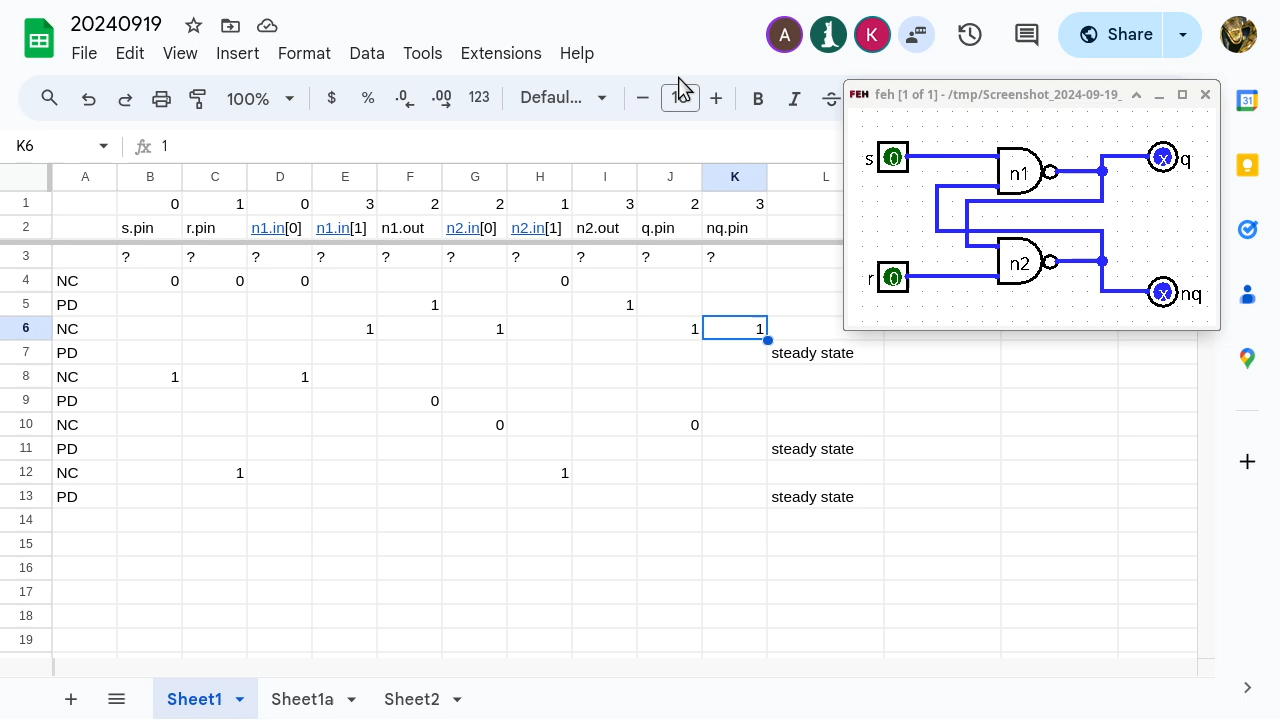 20240919
File Edit View Insert Format Data Tools Extensions Help
A K Share
100% $ % .0 .00 123 Defaul... B I S
K6 fx 1
FEH feh [1 of 1] - /tmp/Screenshot_2024-09-19_
s 0 n1 x q
r 0 n2 x nq
A B C D E F G H I J K L
1 0 1 0 3 2 2 1 3 2 3
2 s.pin r.pin n1.in[0] n1.in[1] n1.out n2.in[0] n2.in[1] n2.out q.pin nq.pin
3 ? ? ? ? ? ? ? ? ? ?
4 NC 0 0 0 0
5 PD 1 1
6 NC 1 1 1 1
7 PD steady state
8 NC 1 1
9 PD 0
10 NC 0 0
11 PD steady state
12 NC 1 1
13 PD steady state
14
15
16
17
18
19
Sheet1 Sheet1a Sheet2
31